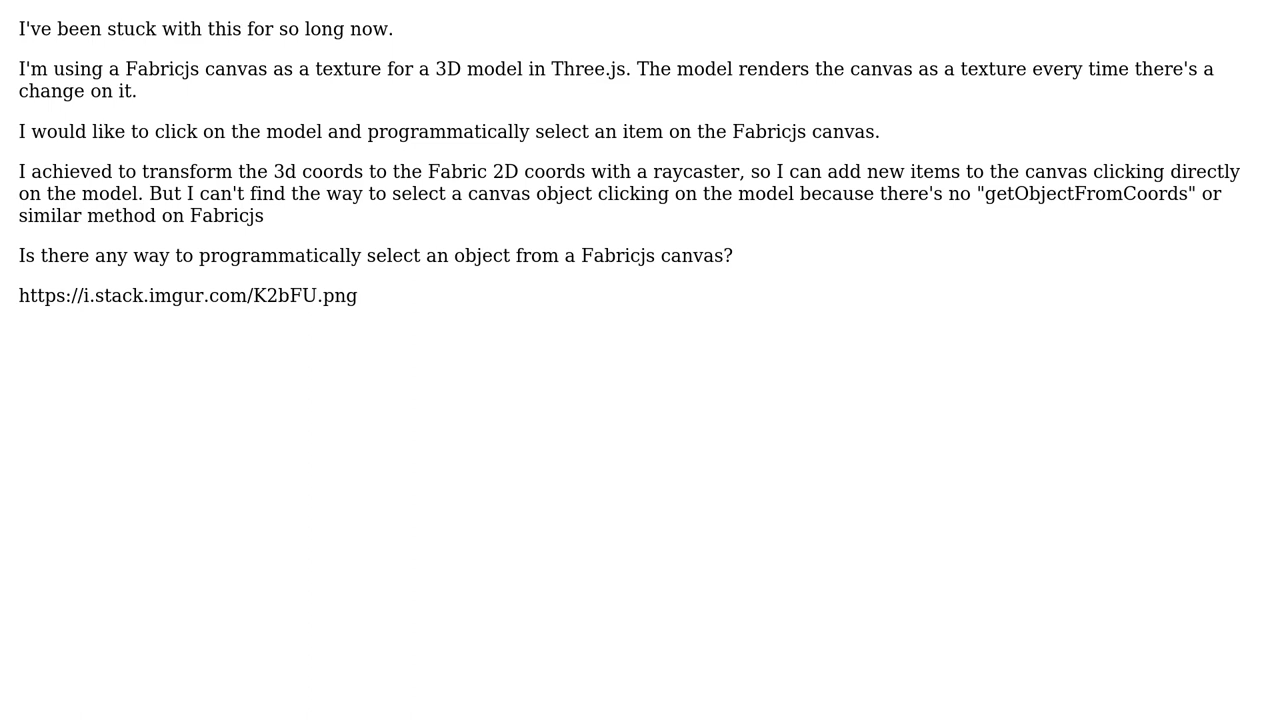 I've been stuck with this for so long now.
I'm using a Fabricjs canvas as a texture for a 3D model in Three.js. The model renders the canvas as a texture every time there's a
change on it.
I would like to click on the model and programmatically select an item on the Fabricjs canvas.
I achieved to transform the 3d coords to the Fabric 2D coords with a raycaster, so I can add new items to the canvas clicking directly
on the model. But I can't find the way to select a canvas object clicking on the model because there's no "getObjectFromCoords" or
similar method on Fabricjs
Is there any way to programmatically select an object from a Fabricjs canvas?
https://i.stack.imgur.com/K2bFU.png